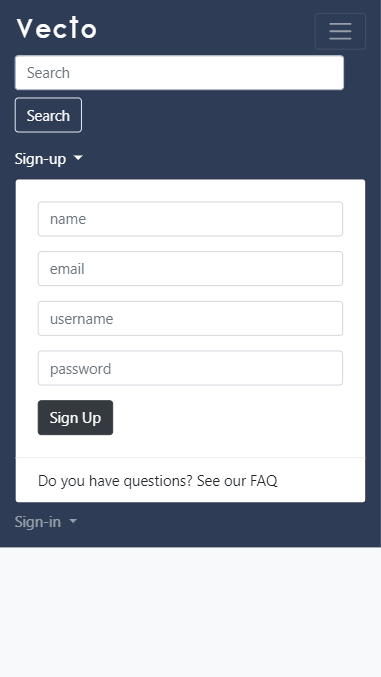 Vecto
Search
Search
Sign-up
name
email
username
password
Sign Up
Do you have questions? See our FAQ
Sign-in